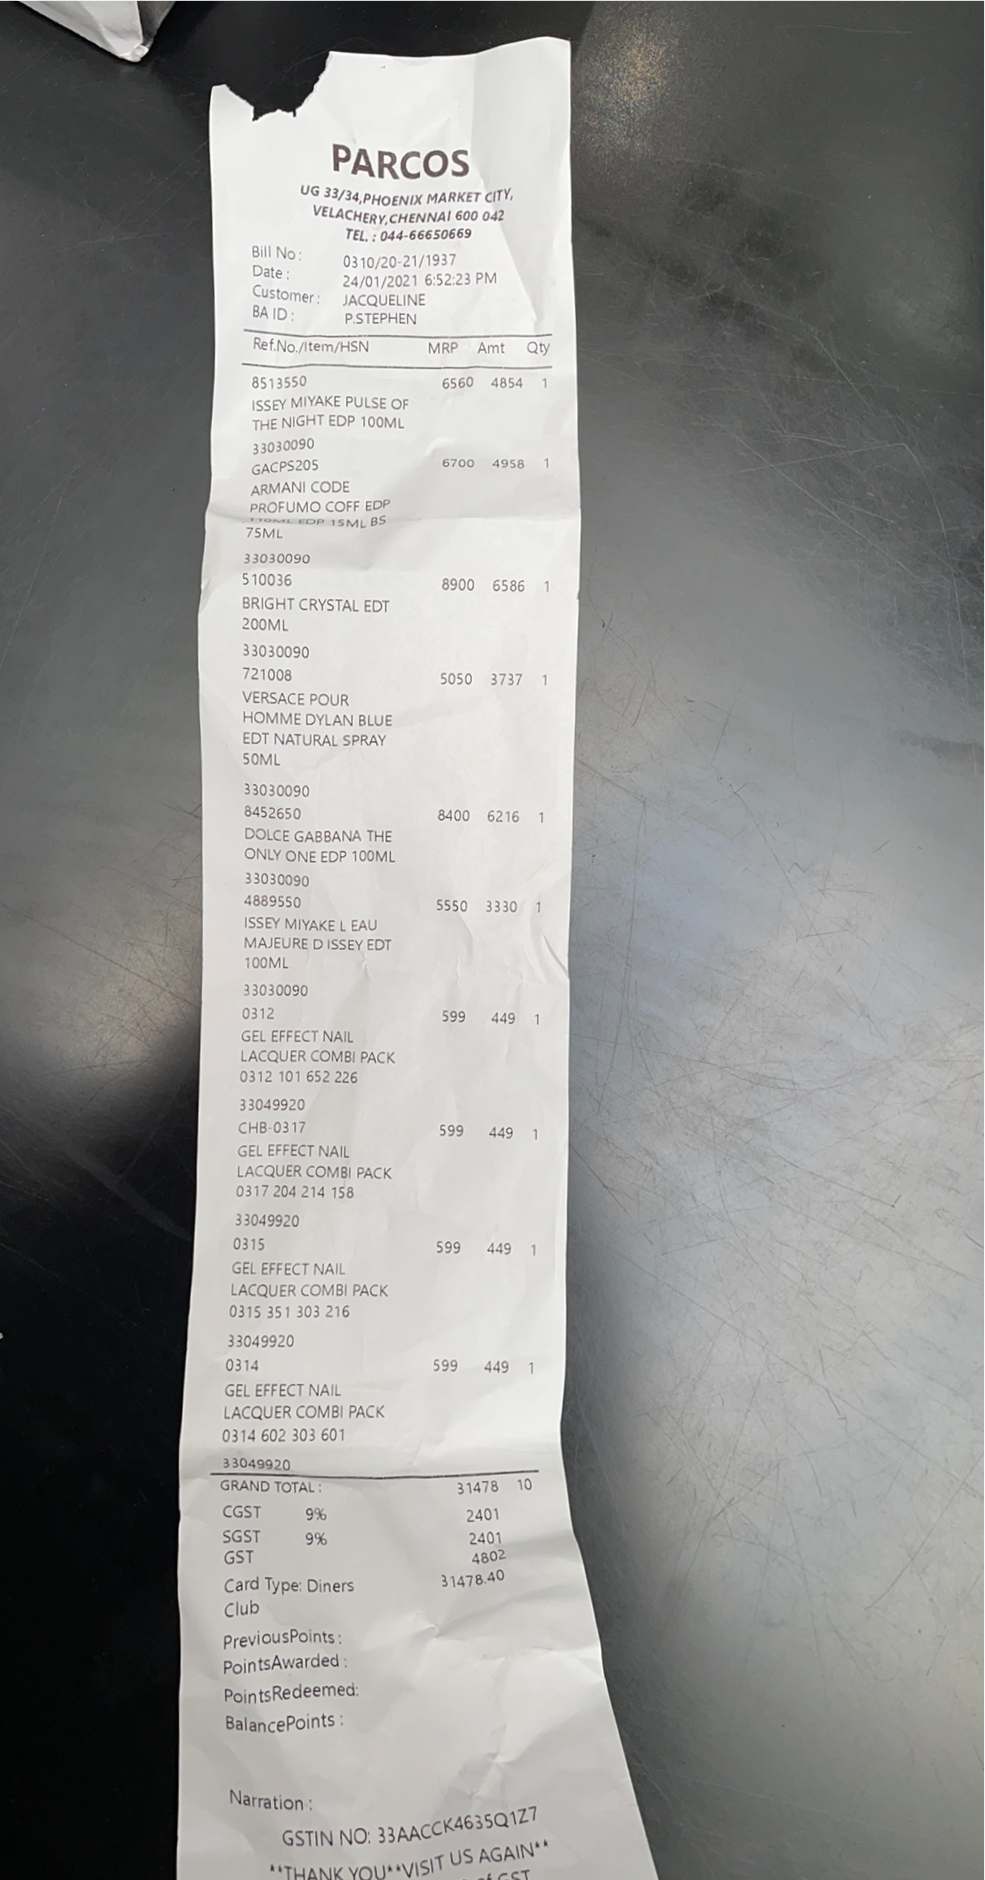 PARCOS
UG 33/34,PHOENIX MARKET CITY,
VELACHERY,CHENNAI 600 042
TEL. : 044-66650669
Bill No : 0310/20-21/1937
Date : 24/01/2021 6:52:23 PM
Customer : JACQUELINE
BA ID : P.STEPHEN
Ref.No./Item/HSN MRP Amt Qty
8513550 6560 4854 1
ISSEY MIYAKE PULSE OF
THE NIGHT EDP 100ML
33030090
GACPS205 6700 4958 1
ARMANI CODE
PROFUMO COFF EDP
EDP 15ML BS
75ML
33030090
510036 8900 6586 1
BRIGHT CRYSTAL EDT
200ML
33030090
721008 5050 3737 1
VERSACE POUR
HOMME DYLAN BLUE
EDT NATURAL SPRAY
50ML
33030090
8452650 8400 6216 1
DOLCE GABBANA THE
ONLY ONE EDP 100ML
33030090
4889550 5550 3330 1
ISSEY MIYAKE L EAU
MAJEURE D ISSEY EDT
100ML
33030090
0312 599 449 1
GEL EFFECT NAIL
LACQUER COMBI PACK
0312 101 652 226
33049920
CHB-0317 599 449 1
GEL EFFECT NAIL
LACQUER COMBI PACK
0317 204 214 158
33049920
0315 599 449 1
GEL EFFECT NAIL
LACQUER COMBI PACK
0315 351 303 216
33049920
0314 599 449 1
GEL EFFECT NAIL
LACQUER COMBI PACK
0314 602 303 601
33049920
GRAND TOTAL : 31478 10
CGST 9% 2401
SGST 9% 2401
GST 4802
Card Type: Diners 31478.40
Club
PreviousPoints :
PointsAwarded :
PointsRedeemed:
BalancePoints :
Narration :
GSTIN NO: 33AACCK4635Q1Z7
**THANK YOU**VISIT US AGAIN**
of GST